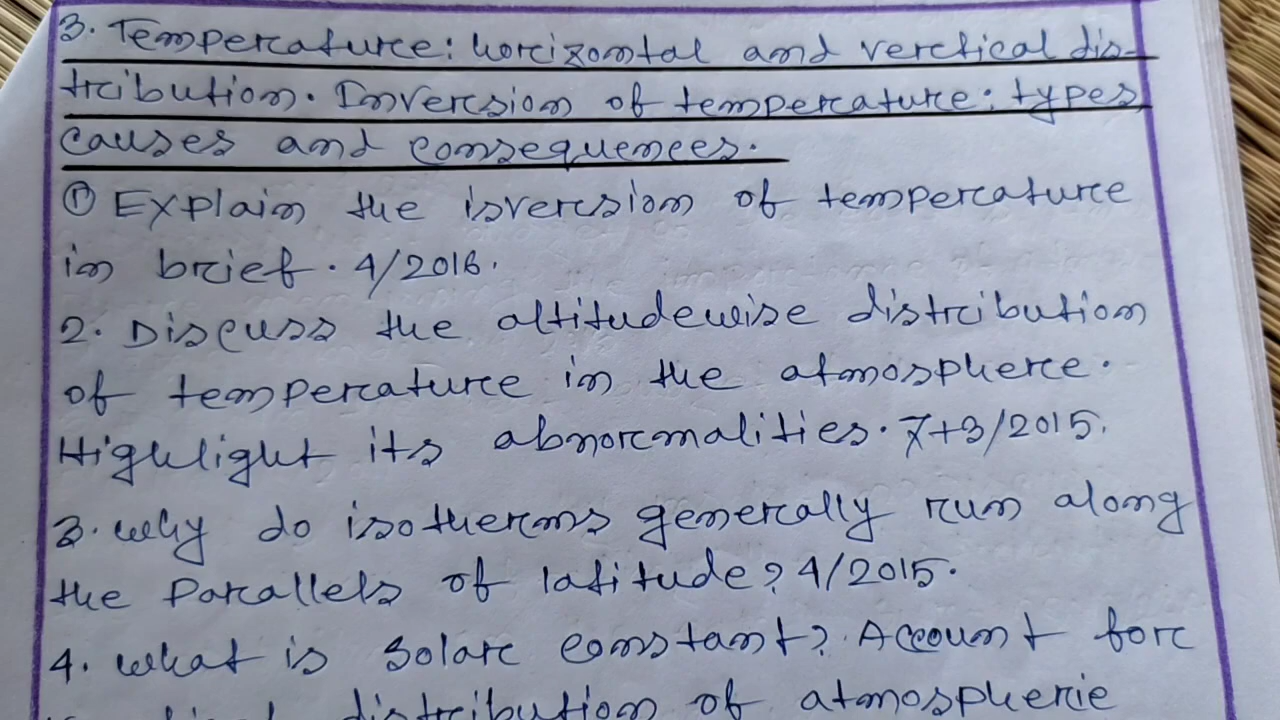 3. Temperature: horizontal and vertical dis-
tribution. Inversion of temperature: types,
causes and consequences.
① Explain the isversion of temperature
in brief. 4/2016.
2. Discuss the altitudewise distribution
of temperature in the atmosphere.
Highlight its abnormalities. 7+3/2015.
3. Why do isotherms generally run along
the Parallels of latitude? 4/2015.
4. What is Solar constant? Account for
distribution of atmospheric